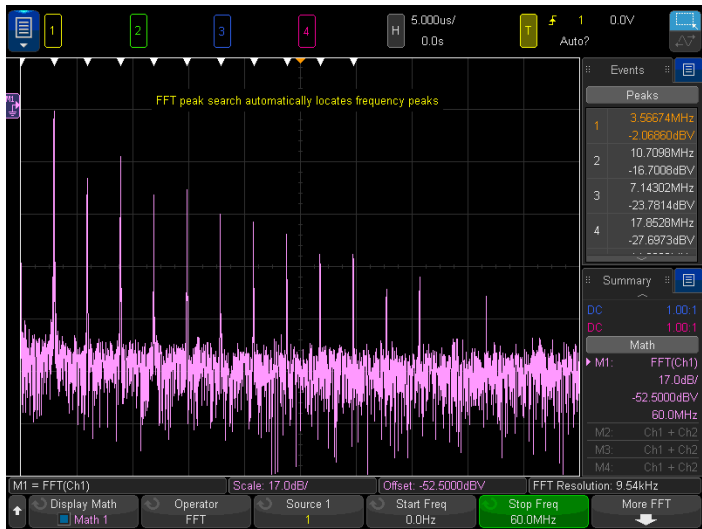 1
2
3
4
H
5.000us/
0.0s
T
1
0.0V
Auto?
M1
FFT peak search automatically locates frequency peaks
Events
Peaks
1
3.56674MHz
-2.06860dBV
2
10.7098MHz
-16.7008dBV
3
7.14302MHz
-23.7814dBV
4
17.8528MHz
-27.6973dBV
Summary
DC 1.00:1
DC 1.00:1
Math
M1: FFT(Ch1)
17.0dB/
-52.5000dBV
60.0MHz
M2: Ch1 + Ch2
M3: Ch1 + Ch2
M4: Ch1 + Ch2
M1 = FFT(Ch1) Scale: 17.0dB/ Offset: -52.5000dBV FFT Resolution: 9.54kHz
Display Math Operator Source 1 Start Freq Stop Freq More FFT
Math 1 FFT 1 0.0Hz 60.0MHz